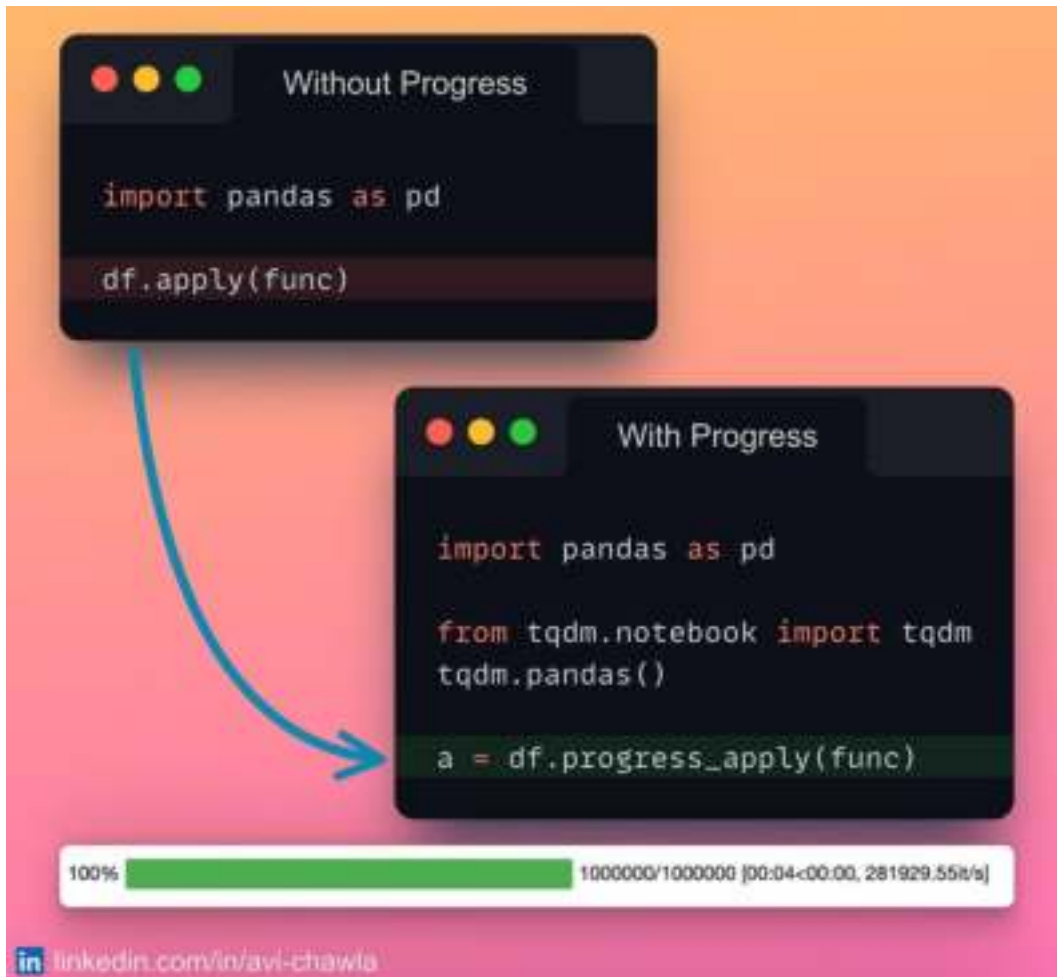 Without Progress
import pandas as pd
df.apply(func)
With Progress
import pandas as pd
from tqdm.notebook import tqdm
tqdm.pandas()
a = df.progress_apply(func)
100% 1000000/1000000 [00:04<00:00, 281929.55it/s]
in linkedin.com/in/avi-chawla